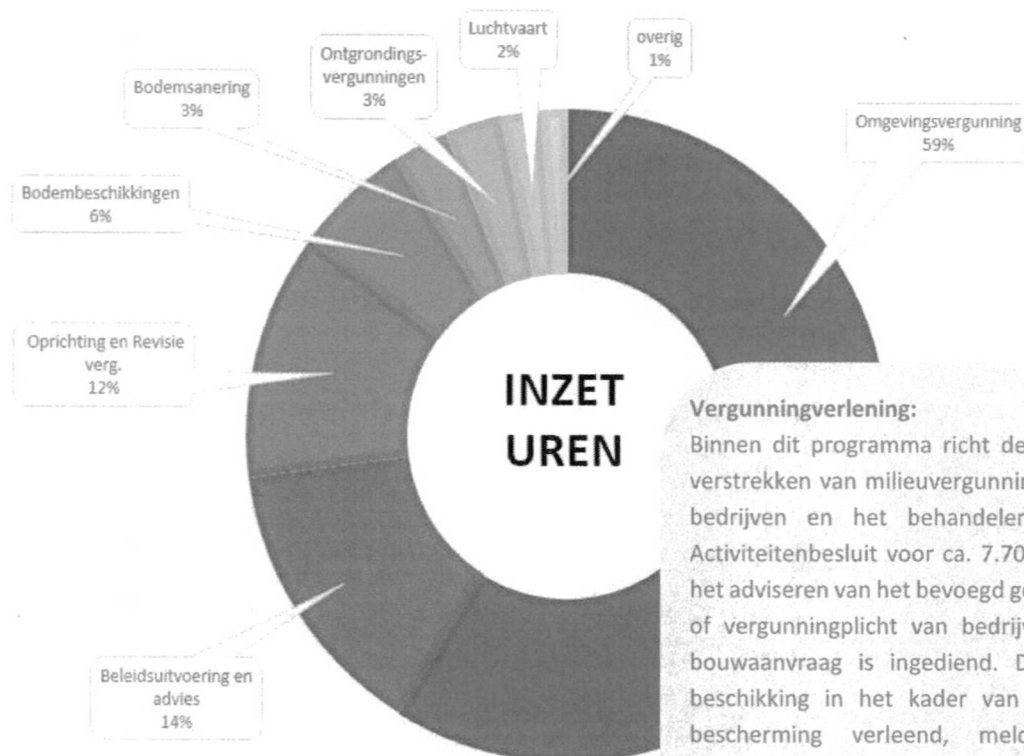 Luchtvaart
2%
overig
1%
Ontgrondings-
vergunningen
3%
Bodemsanering
3%
Omgevingsvergunning
59%
Bodembeschikkingen
6%
Oprichting en Revisie
verg.
12%
INZET
UREN
Beleidsuitvoering en
advies
14%
Vergunningverlening:
Binnen dit programma richt de
verstrekken van milieuvergunnin
bedrijven en het behandelen
Activiteitenbesluit voor ca. 7.70
het adviseren van het bevoegd ge
of vergunningplicht van bedrijv
bouwaanvraag is ingediend. D
beschikking in het kader van
bescherming verleend, meld